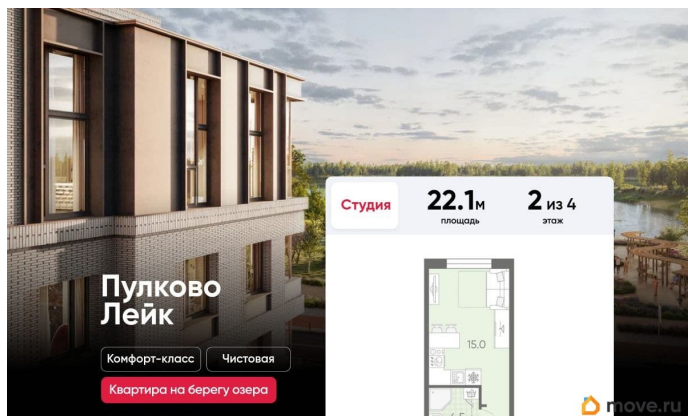 Студия
22.1м
площадь
2 из 4
этаж
Пулково
Лейк
15.0
Комфорт-класс
Чистовая
Квартира на берегу озера
move.ru